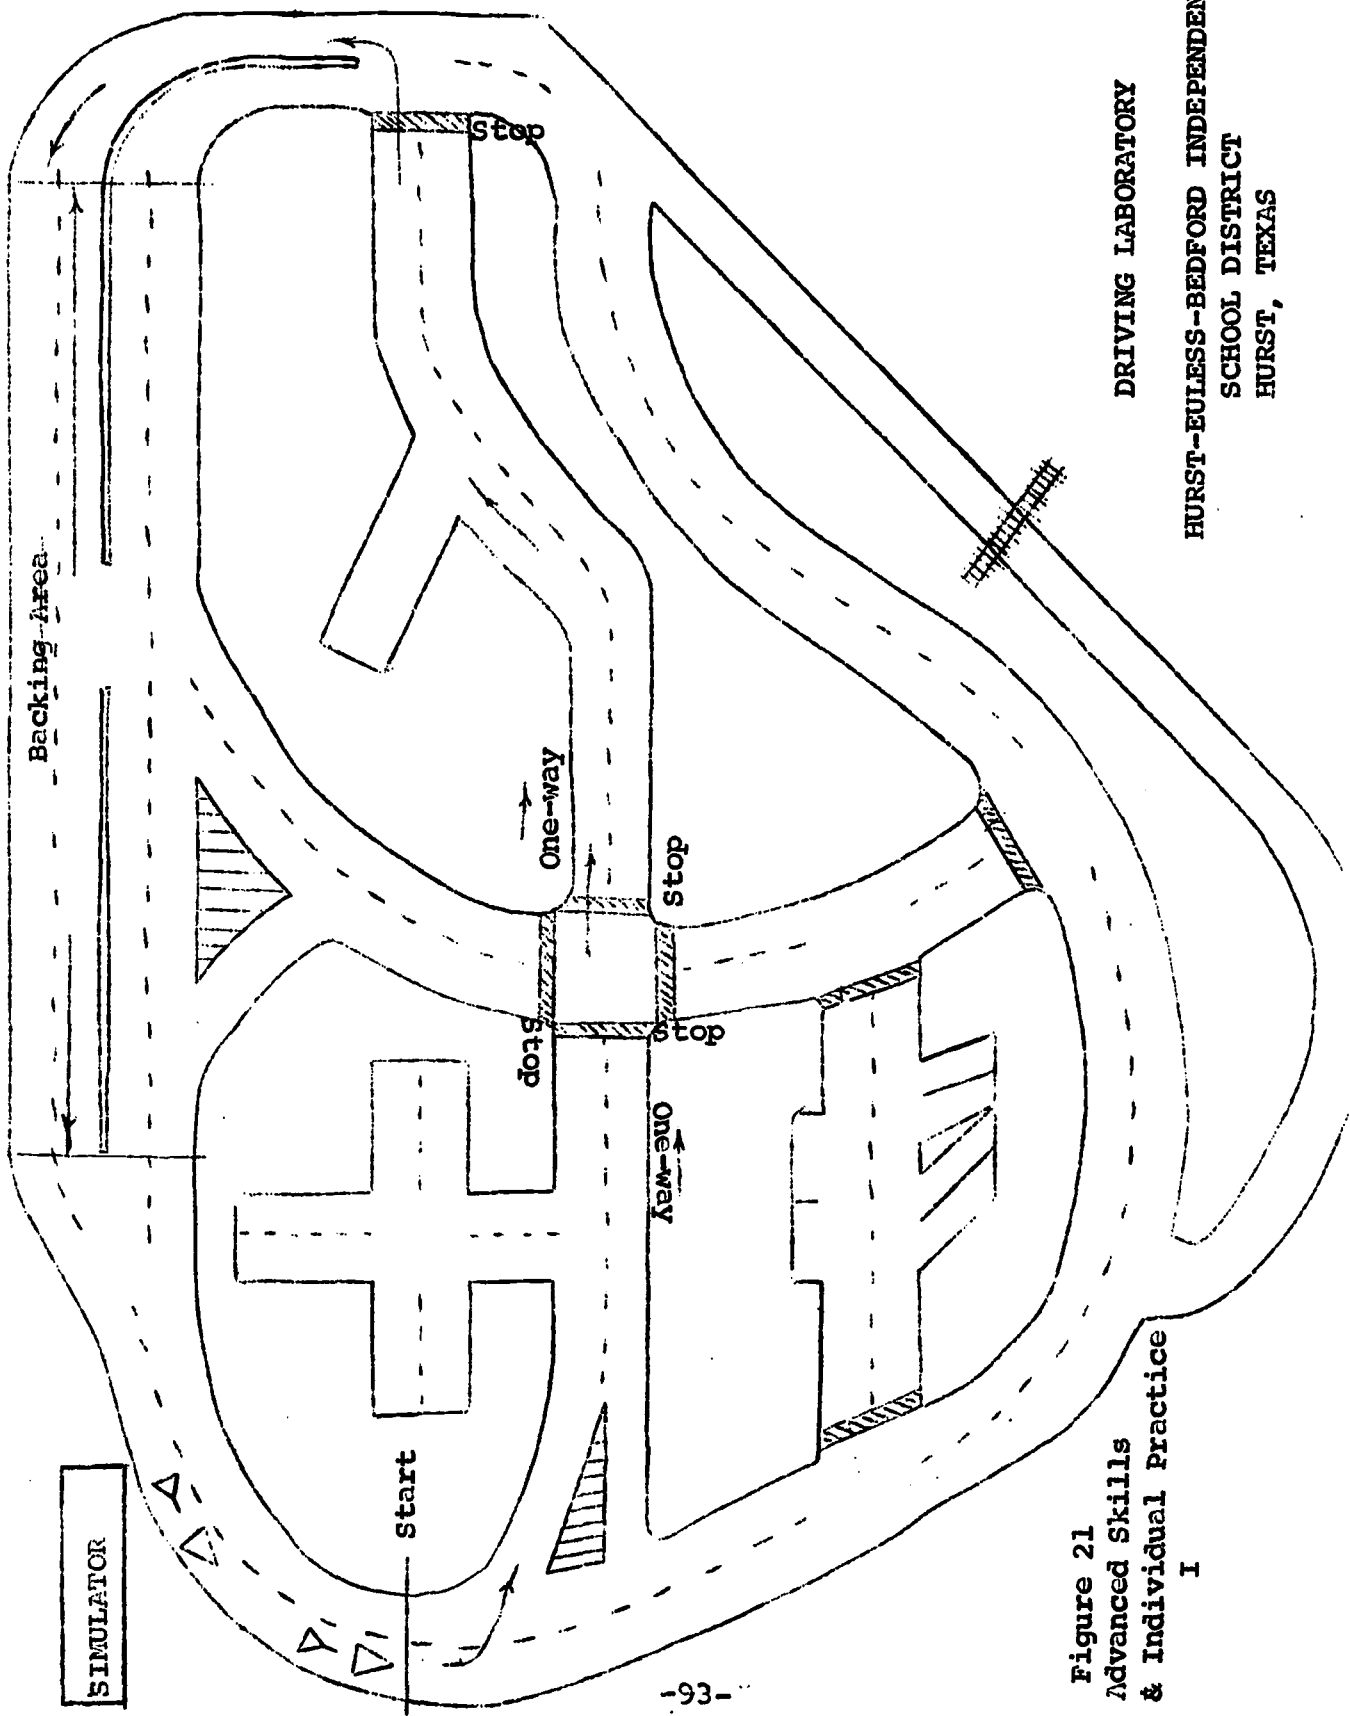 SIMULATOR
Backing Area
Start
Stop
One-way
One-way
Stop
Stop
Stop
DRIVING LABORATORY
HURST-EULESS-BEDFORD INDEPENDEN
SCHOOL DISTRICT
HURST, TEXAS
Figure 21
Advanced Skills
& Individual Practice
I
-93-